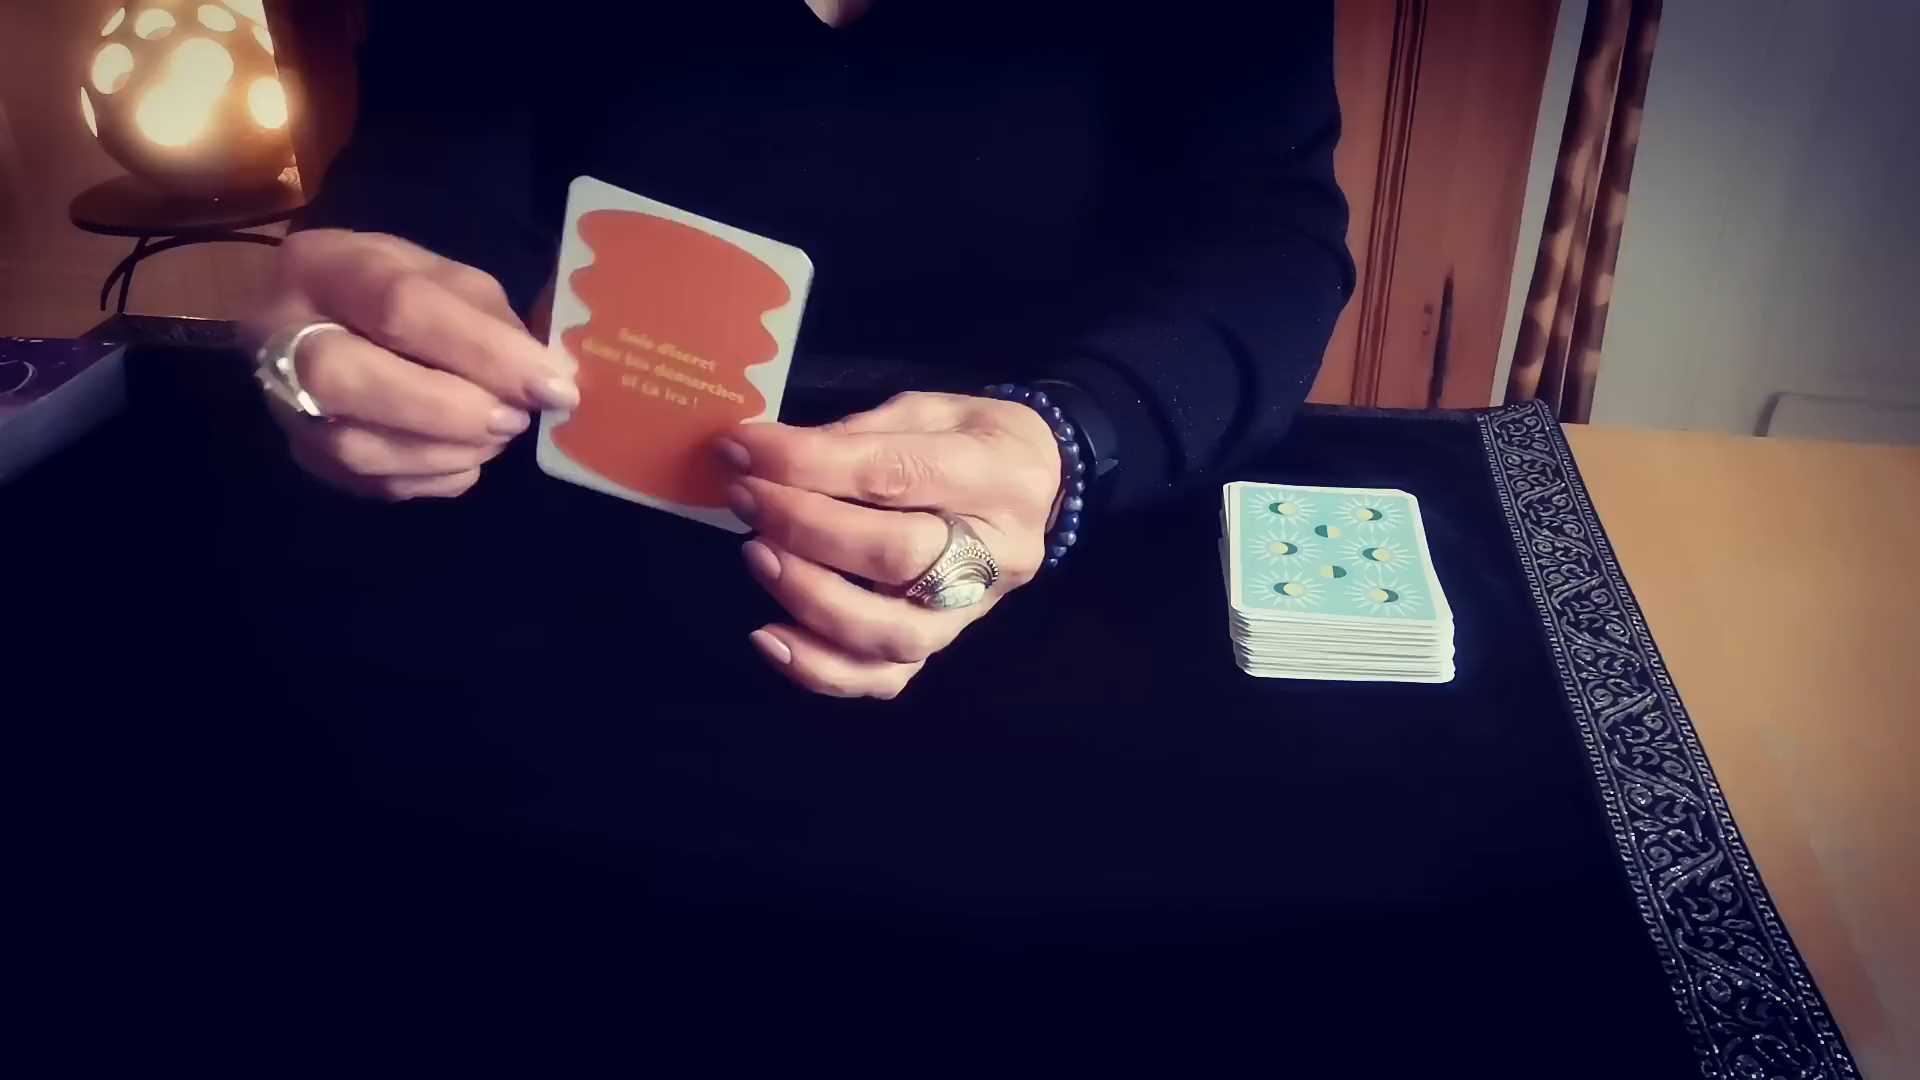 Sois discret
dans tes démarches
et ça ira !